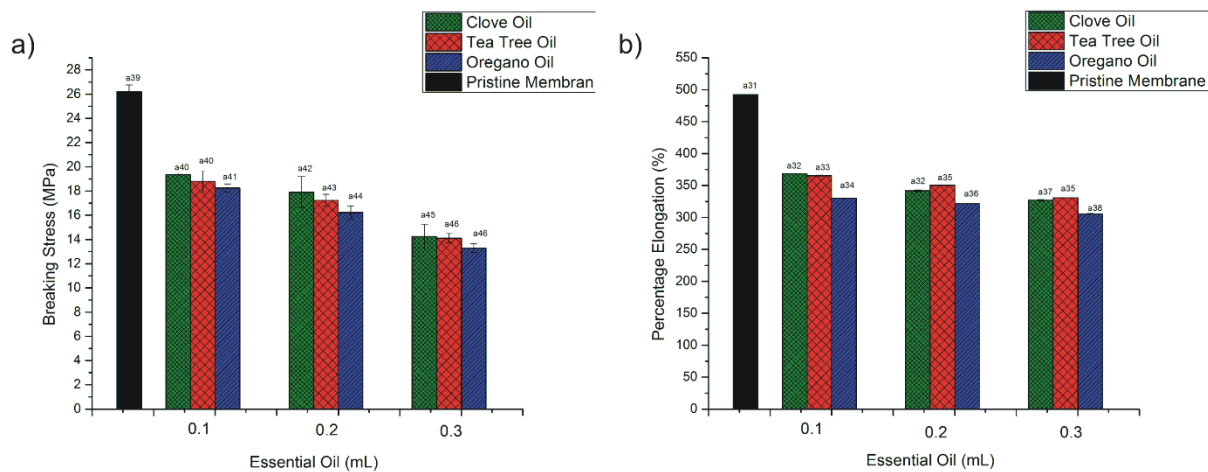 a)
Clove Oil
Tea Tree Oil
Oregano Oil
Pristine Membran
Breaking Stress (MPa)
28
26
24
22
20
18
16
14
12
10
8
6
4
2
0
a39
a40
a40
a41
a42
a43
a44
a45
a46
a46
0.1 0.2 0.3
Essential Oil (mL)
b)
Clove Oil
Tea Tree Oil
Oregano Oil
Pristine Membrane
Percentage Elongation (%)
550
500
450
400
350
300
250
200
150
100
50
0
a31
a32
a33
a34
a32
a35
a36
a37
a35
a38
0.1 0.2 0.3
Essential Oil (mL)